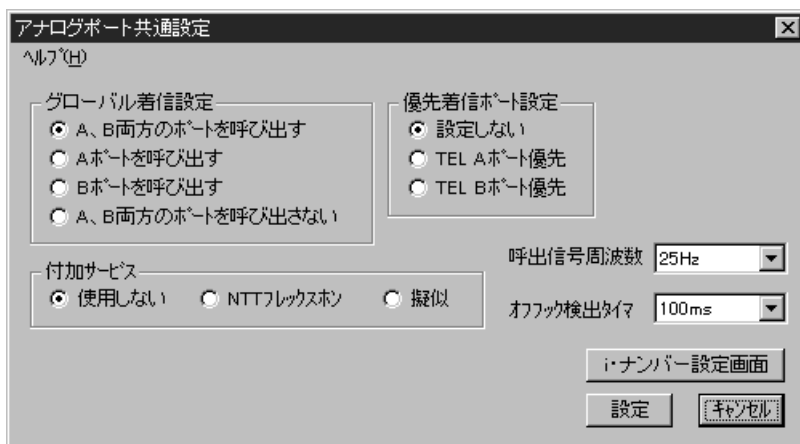 アナログポート共通設定
ﾍﾙﾌﾟ(H)
グローバル着信設定
A、B両方のﾎﾟｰﾄを呼び出す
Aﾎﾟｰﾄを呼び出す
Bﾎﾟｰﾄを呼び出す
A、B両方のﾎﾟｰﾄを呼び出さない
優先着信ﾎﾟｰﾄ設定
設定しない
TEL Aﾎﾟｰﾄ優先
TEL Bﾎﾟｰﾄ優先
付加ｻｰﾋﾞｽ
使用しない
NTTﾌﾚｯｸｽﾎﾝ
擬似
呼出信号周波数 25Hz
ｵﾌﾌｯｸ検出ﾀｲﾏ 100ms
i･ナンバー設定画面
設定
ｷｬﾝｾﾙ